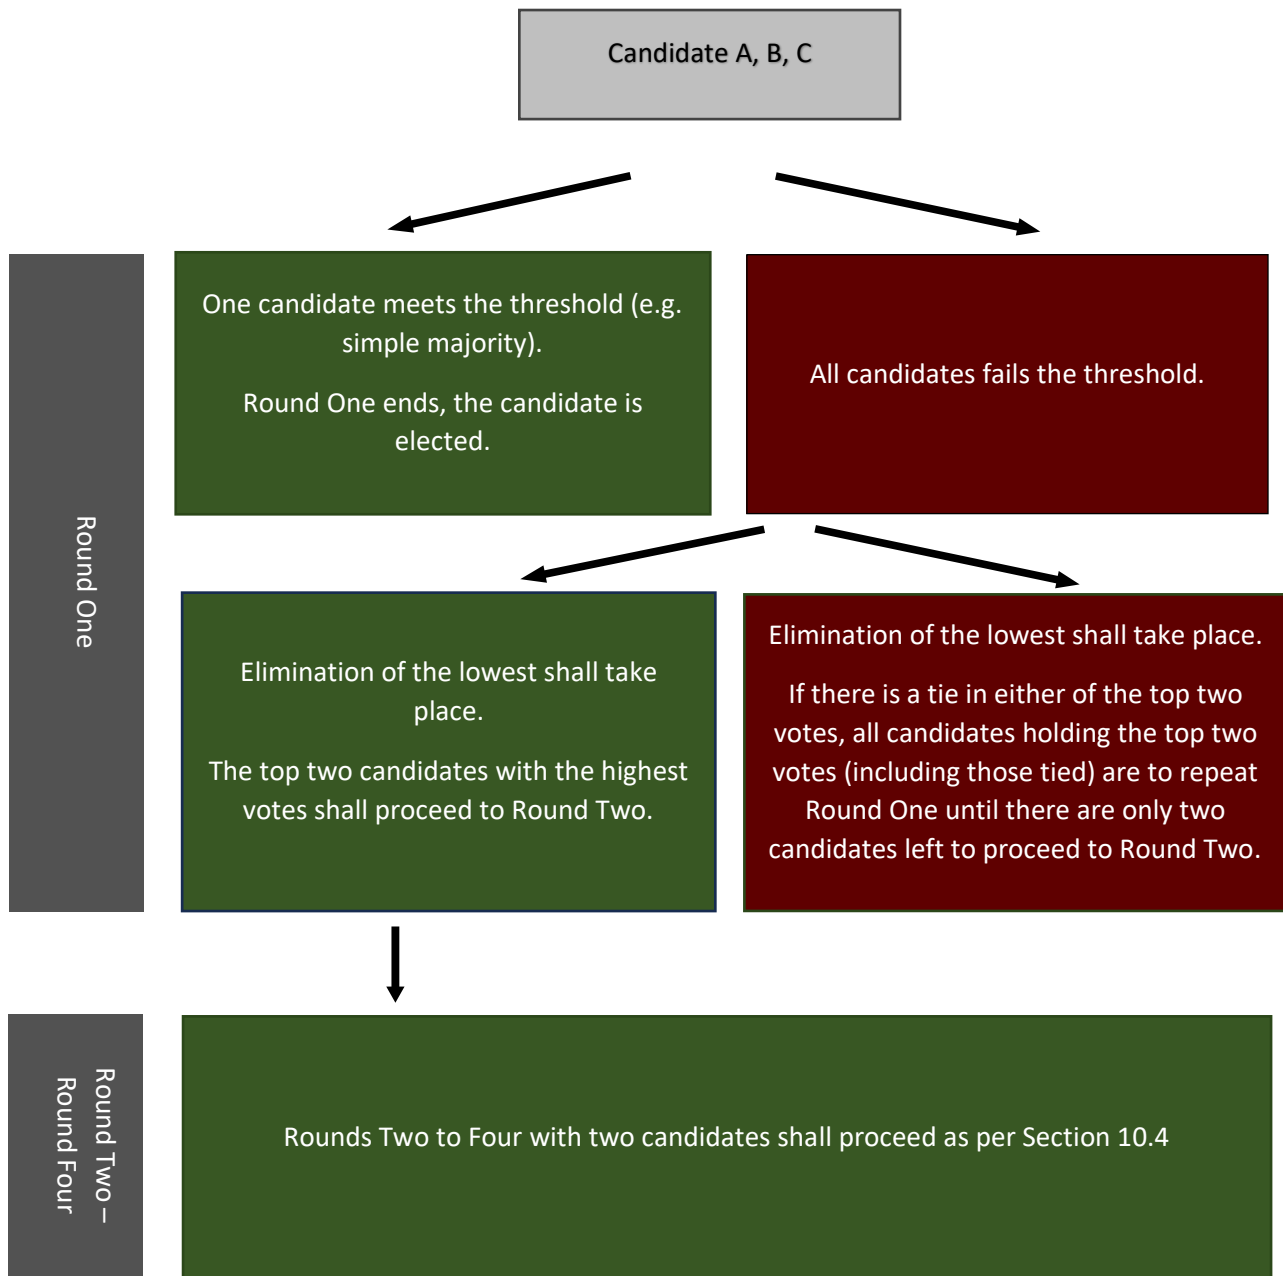 Candidate A, B, C
Round One
One candidate meets the threshold (e.g.
simple majority).
Round One ends, the candidate is
elected.
All candidates fails the threshold.
Elimination of the lowest shall take
place.
The top two candidates with the highest
votes shall proceed to Round Two.
Elimination of the lowest shall take place.
If there is a tie in either of the top two
votes, all candidates holding the top two
votes (including those tied) are to repeat
Round One until there are only two
candidates left to proceed to Round Two.
Round Two –
Round Four
Rounds Two to Four with two candidates shall proceed as per Section 10.4